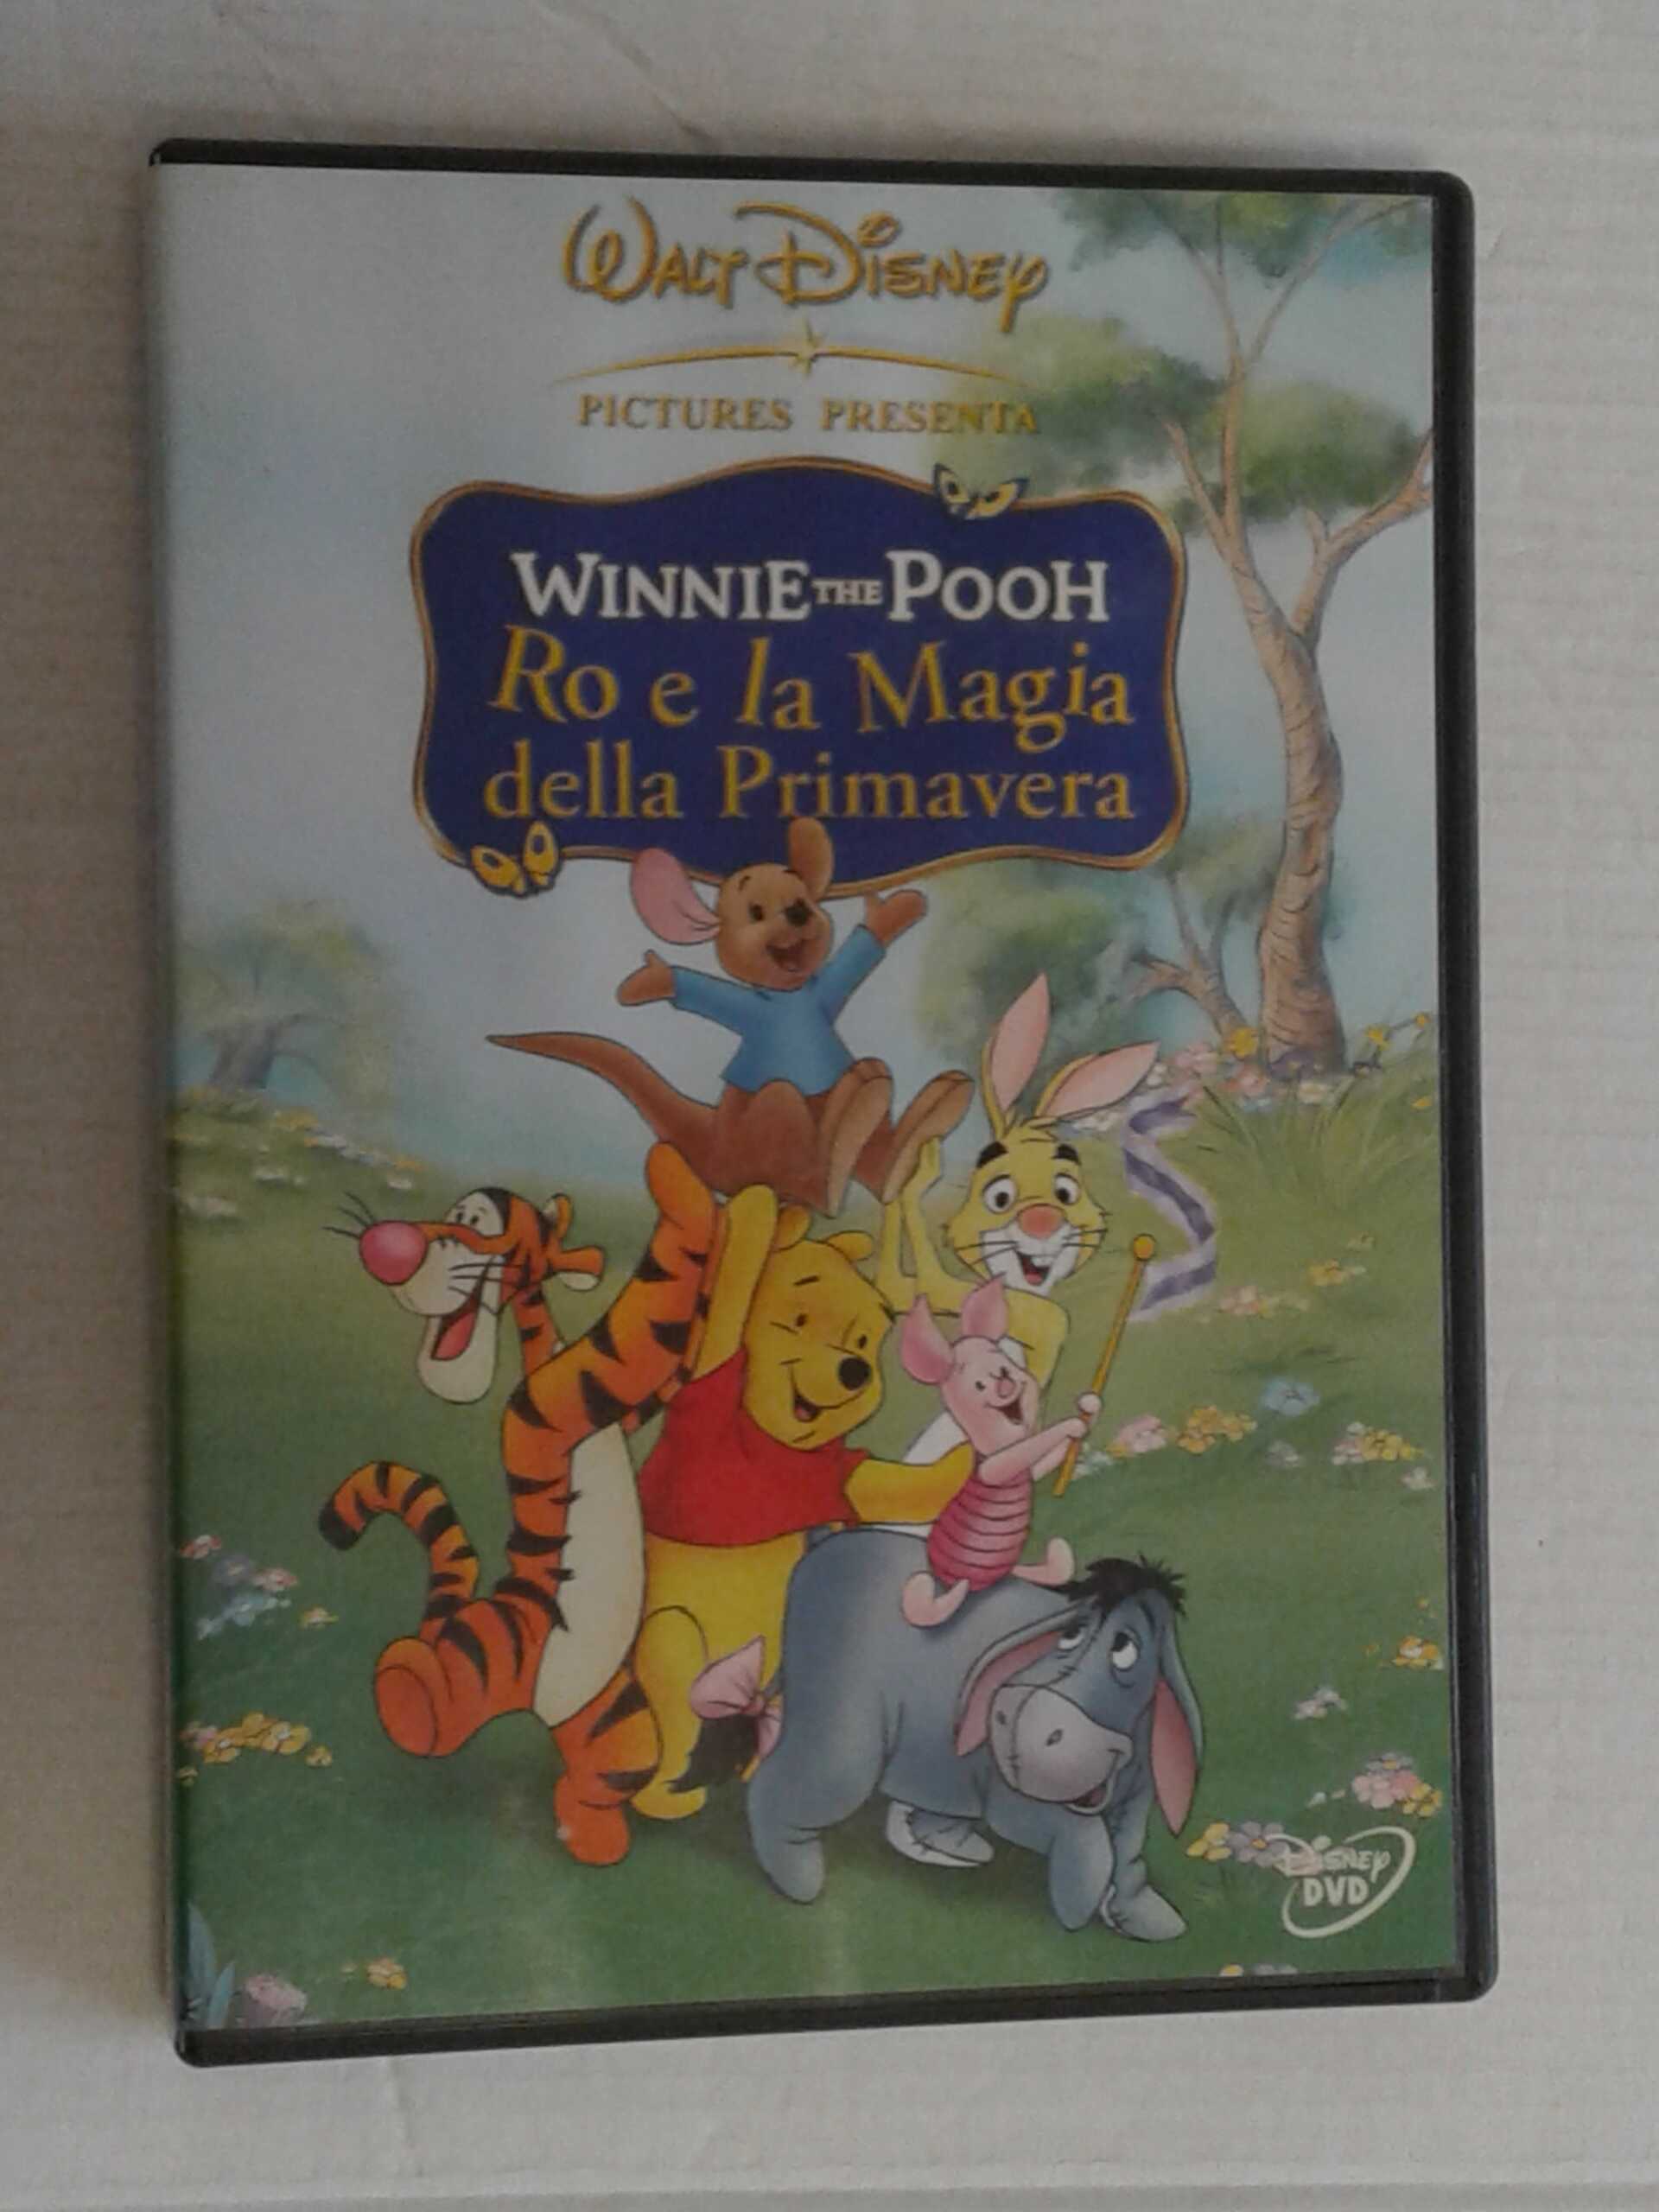 WALT DISNEY
PICTURES PRESENTA
WINNIE THE POOH
Ro e la Magia
della Primavera
DISNEY
DVD